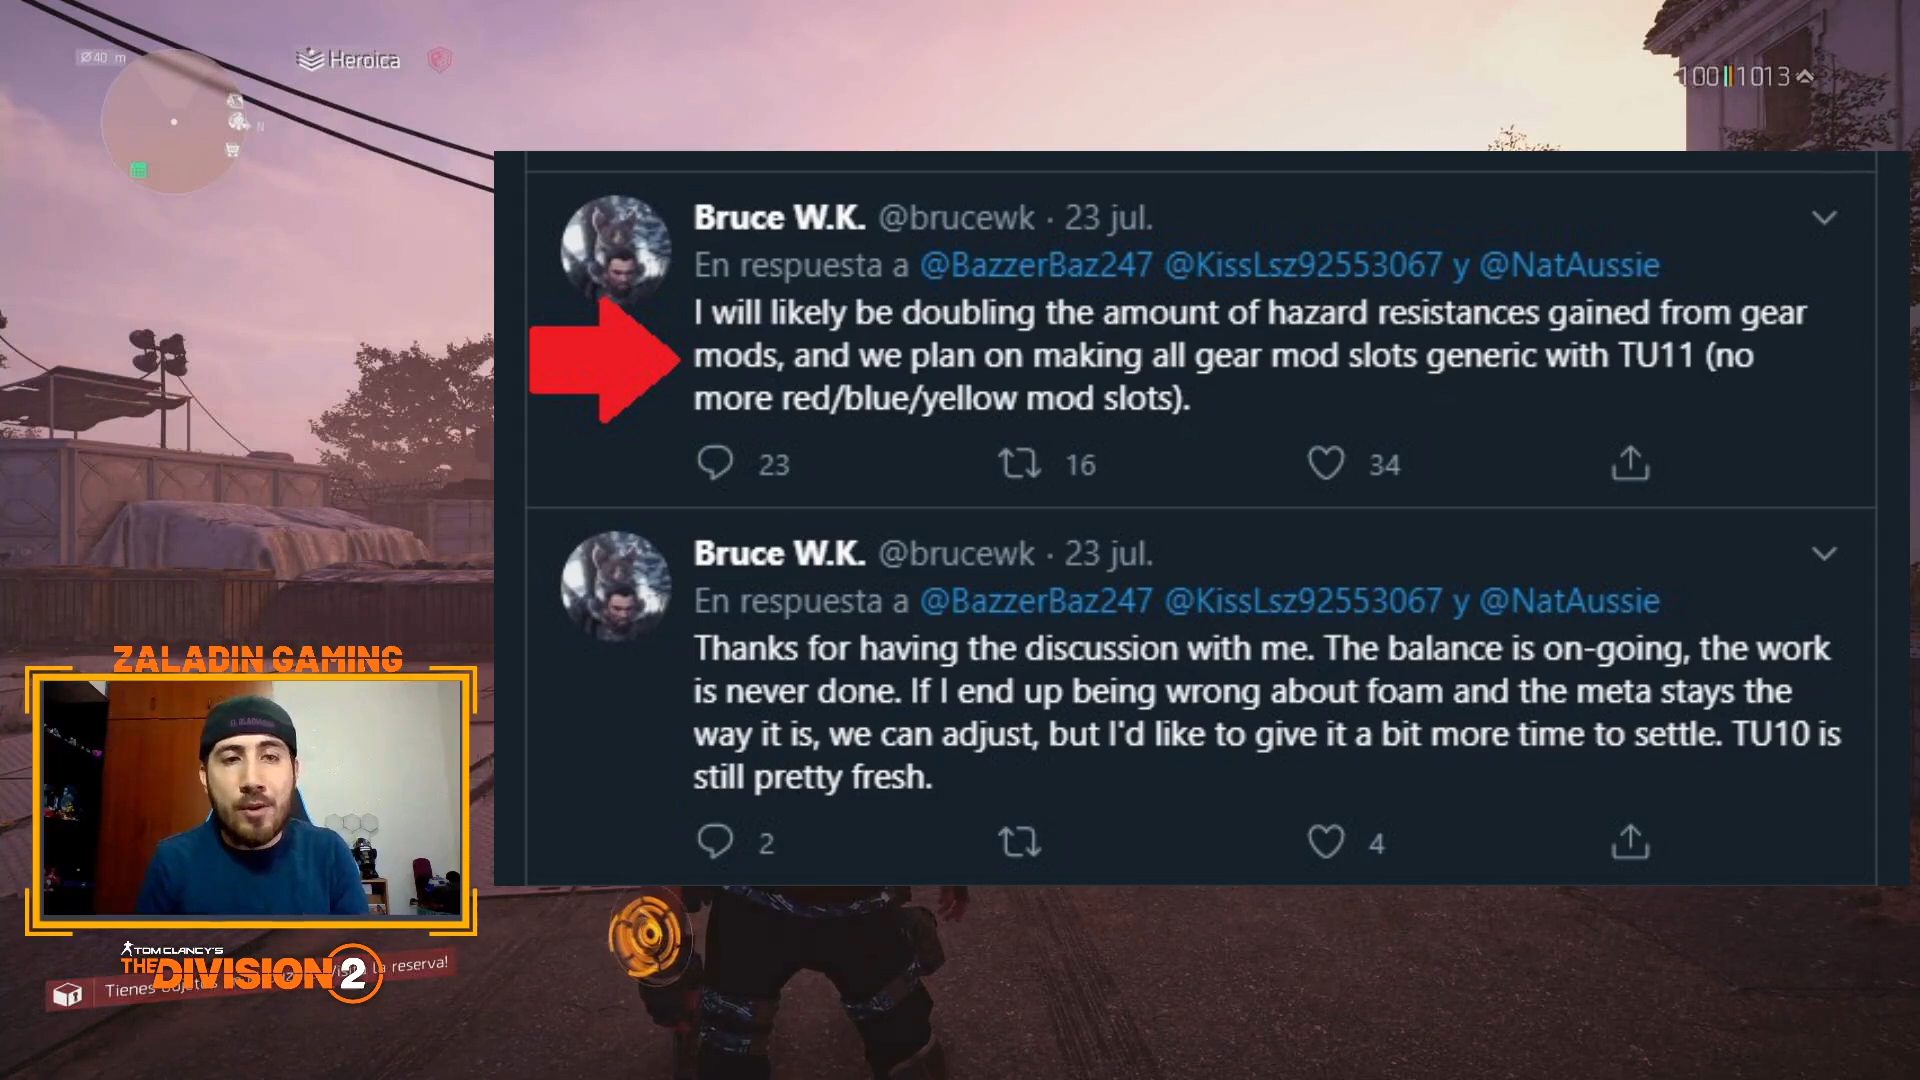 Ø40 m
Heroica
100 1013
N
Bruce W.K. @brucewk · 23 jul.
En respuesta a @BazzerBaz247 @KissLsz92553067 y @NatAussie
I will likely be doubling the amount of hazard resistances gained from gear
mods, and we plan on making all gear mod slots generic with TU11 (no
more red/blue/yellow mod slots).
23 16 34
Bruce W.K. @brucewk · 23 jul.
En respuesta a @BazzerBaz247 @KissLsz92553067 y @NatAussie
Thanks for having the discussion with me. The balance is on-going, the work
is never done. If I end up being wrong about foam and the meta stays the
way it is, we can adjust, but I'd like to give it a bit more time to settle. TU10 is
still pretty fresh.
2 4
ZALADIN GAMING
TOM CLANCY'S
THE DIVISION 2
Tienes la reserva!